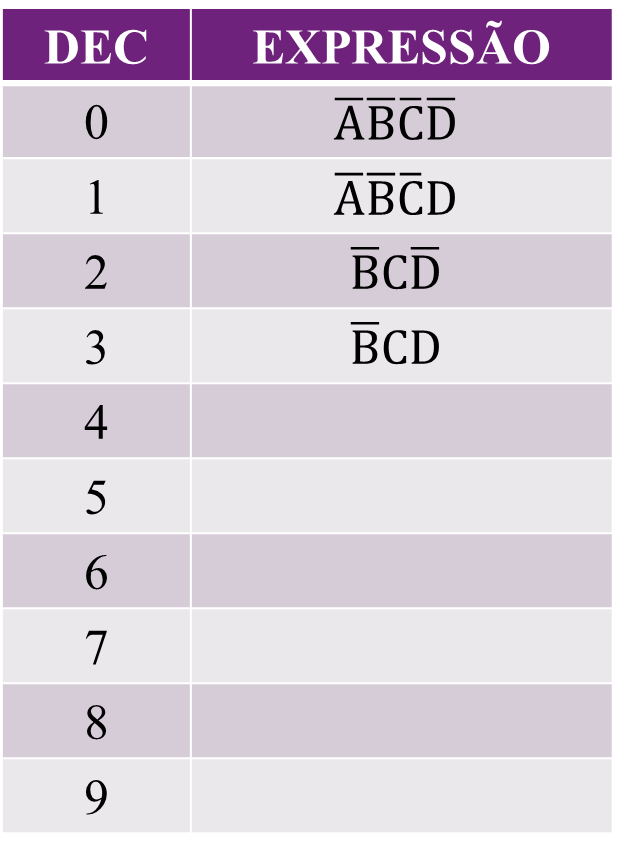 DEC EXPRESSÃO
0 A̅B̅C̅D̅
1 A̅B̅C̅D
2 B̅CD̅
3 B̅CD
4
5
6
7
8
9